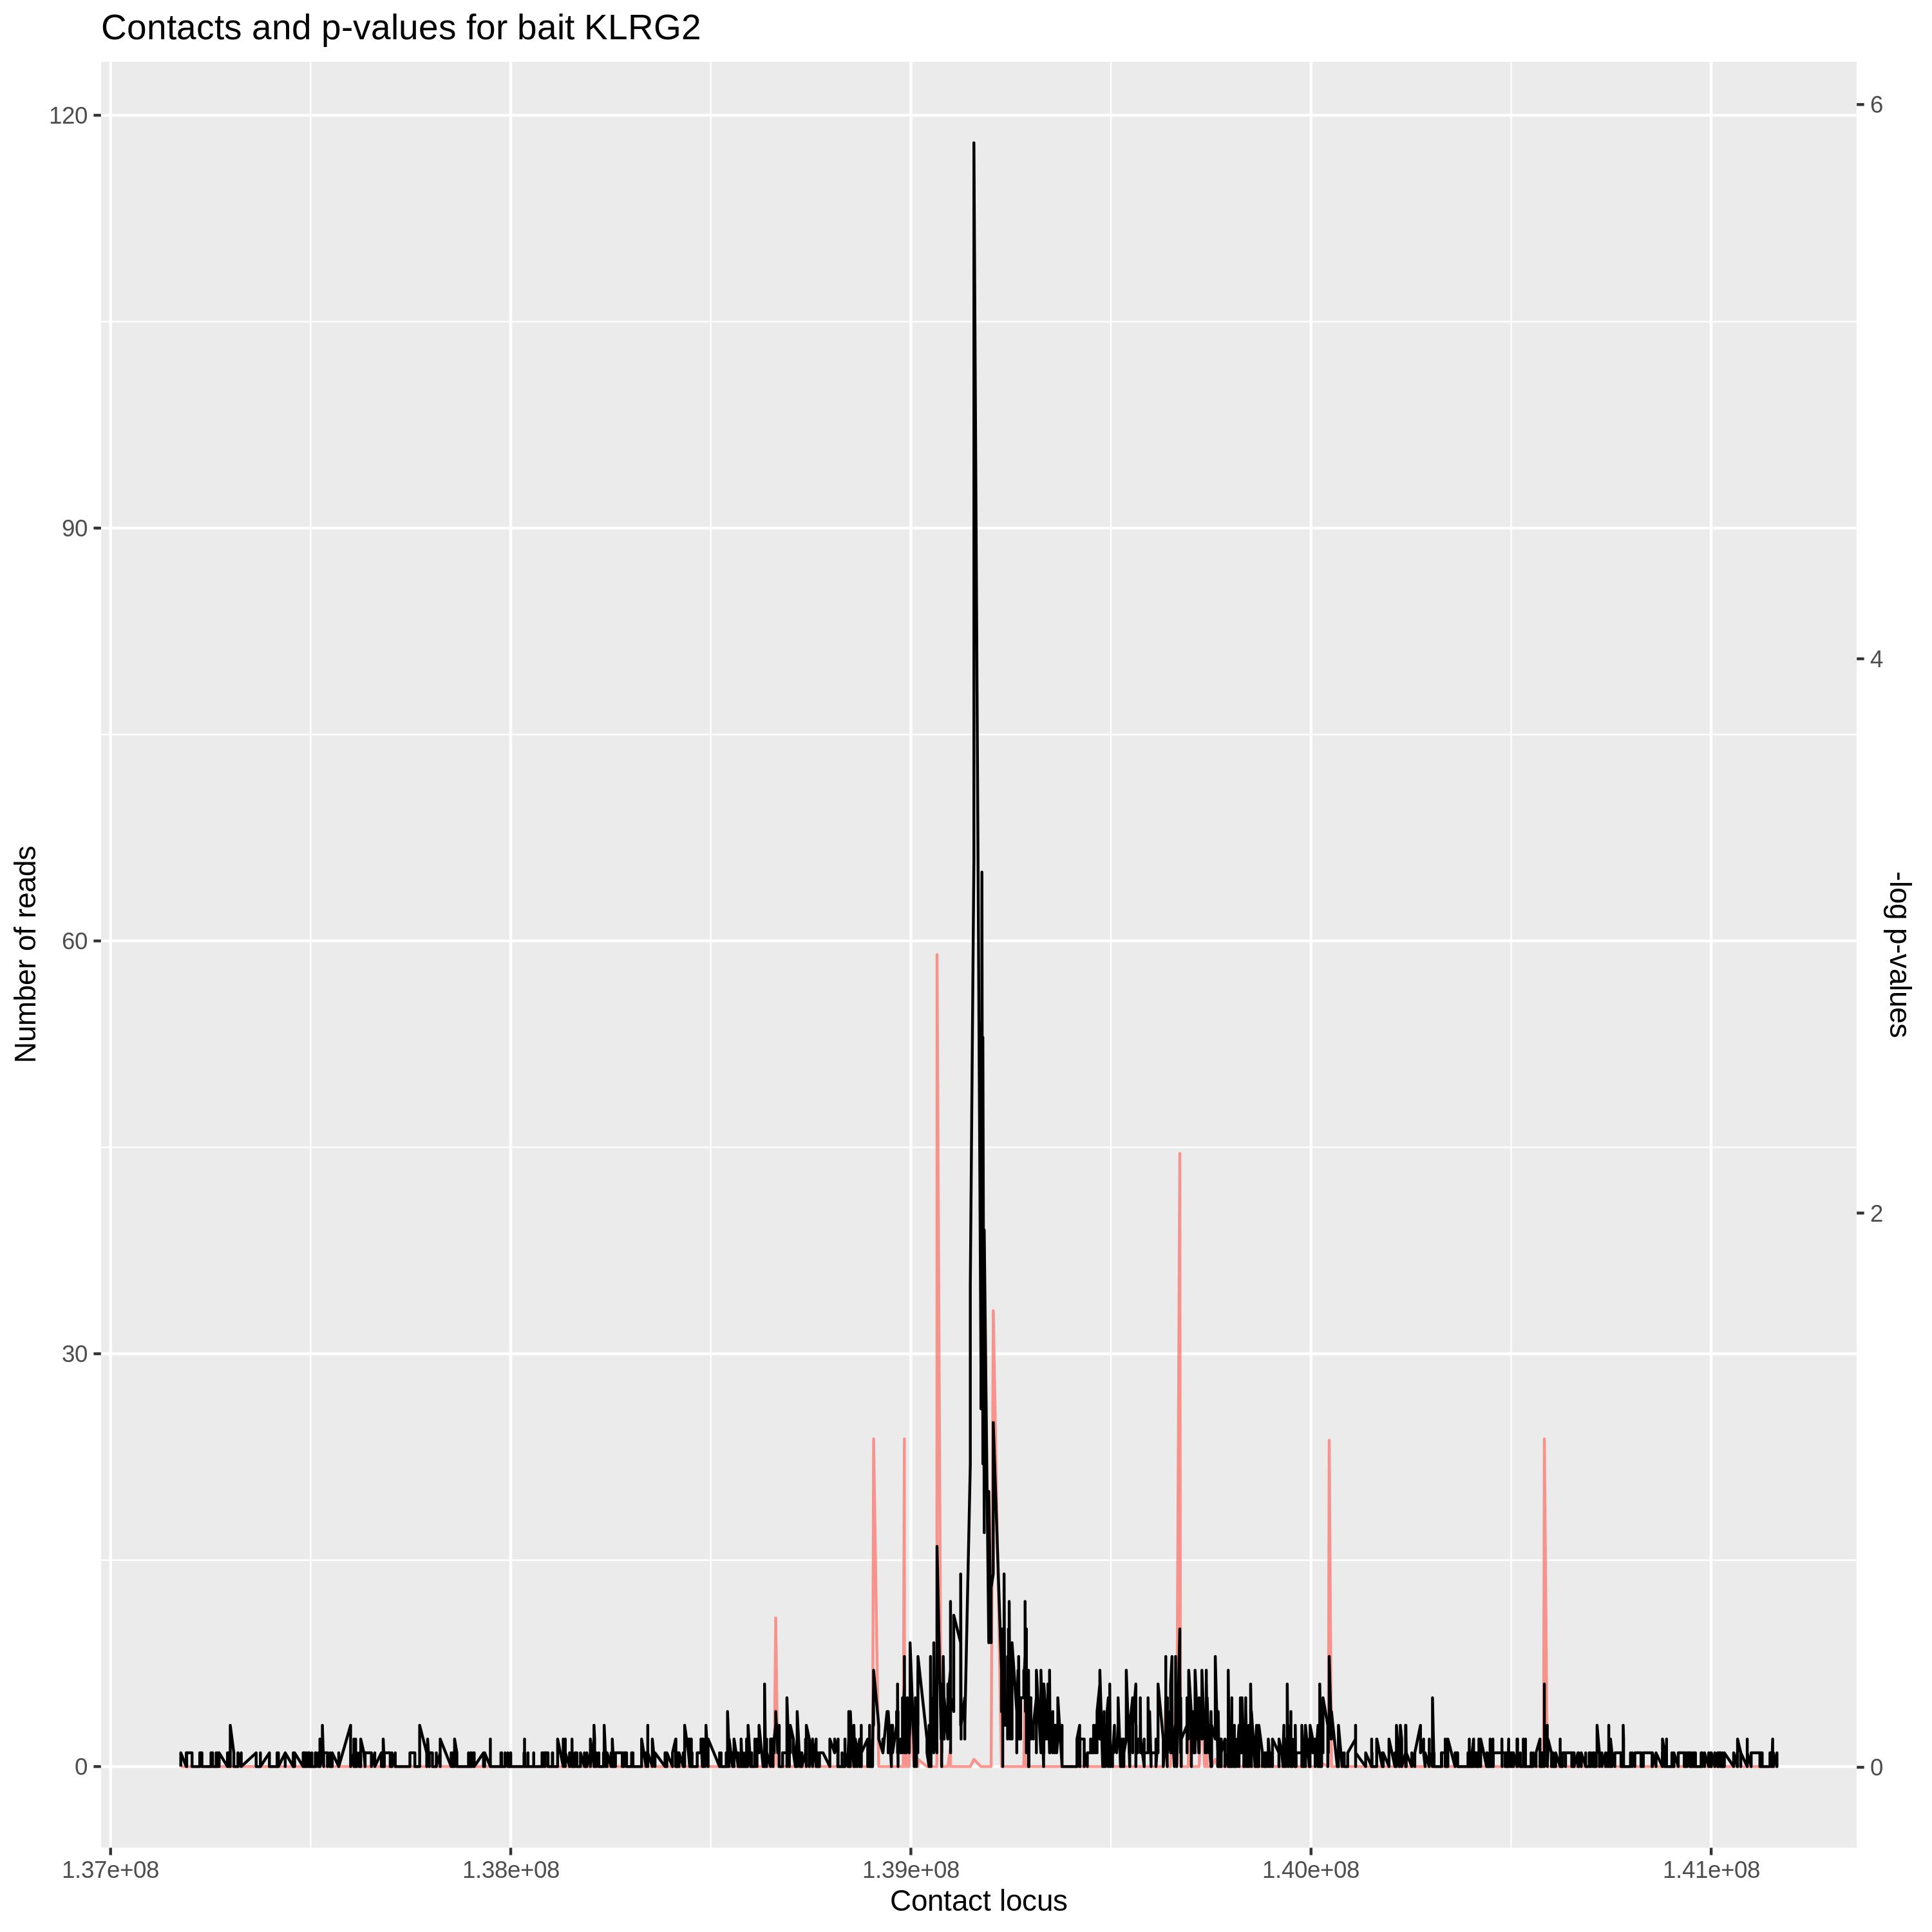 Contacts and p-values for bait KLRG2
120
90
60
30
0
6
4
2
0
Number of reads
-log p-values
1.37e+08
1.38e+08
1.39e+08
1.40e+08
1.41e+08
Contact locus